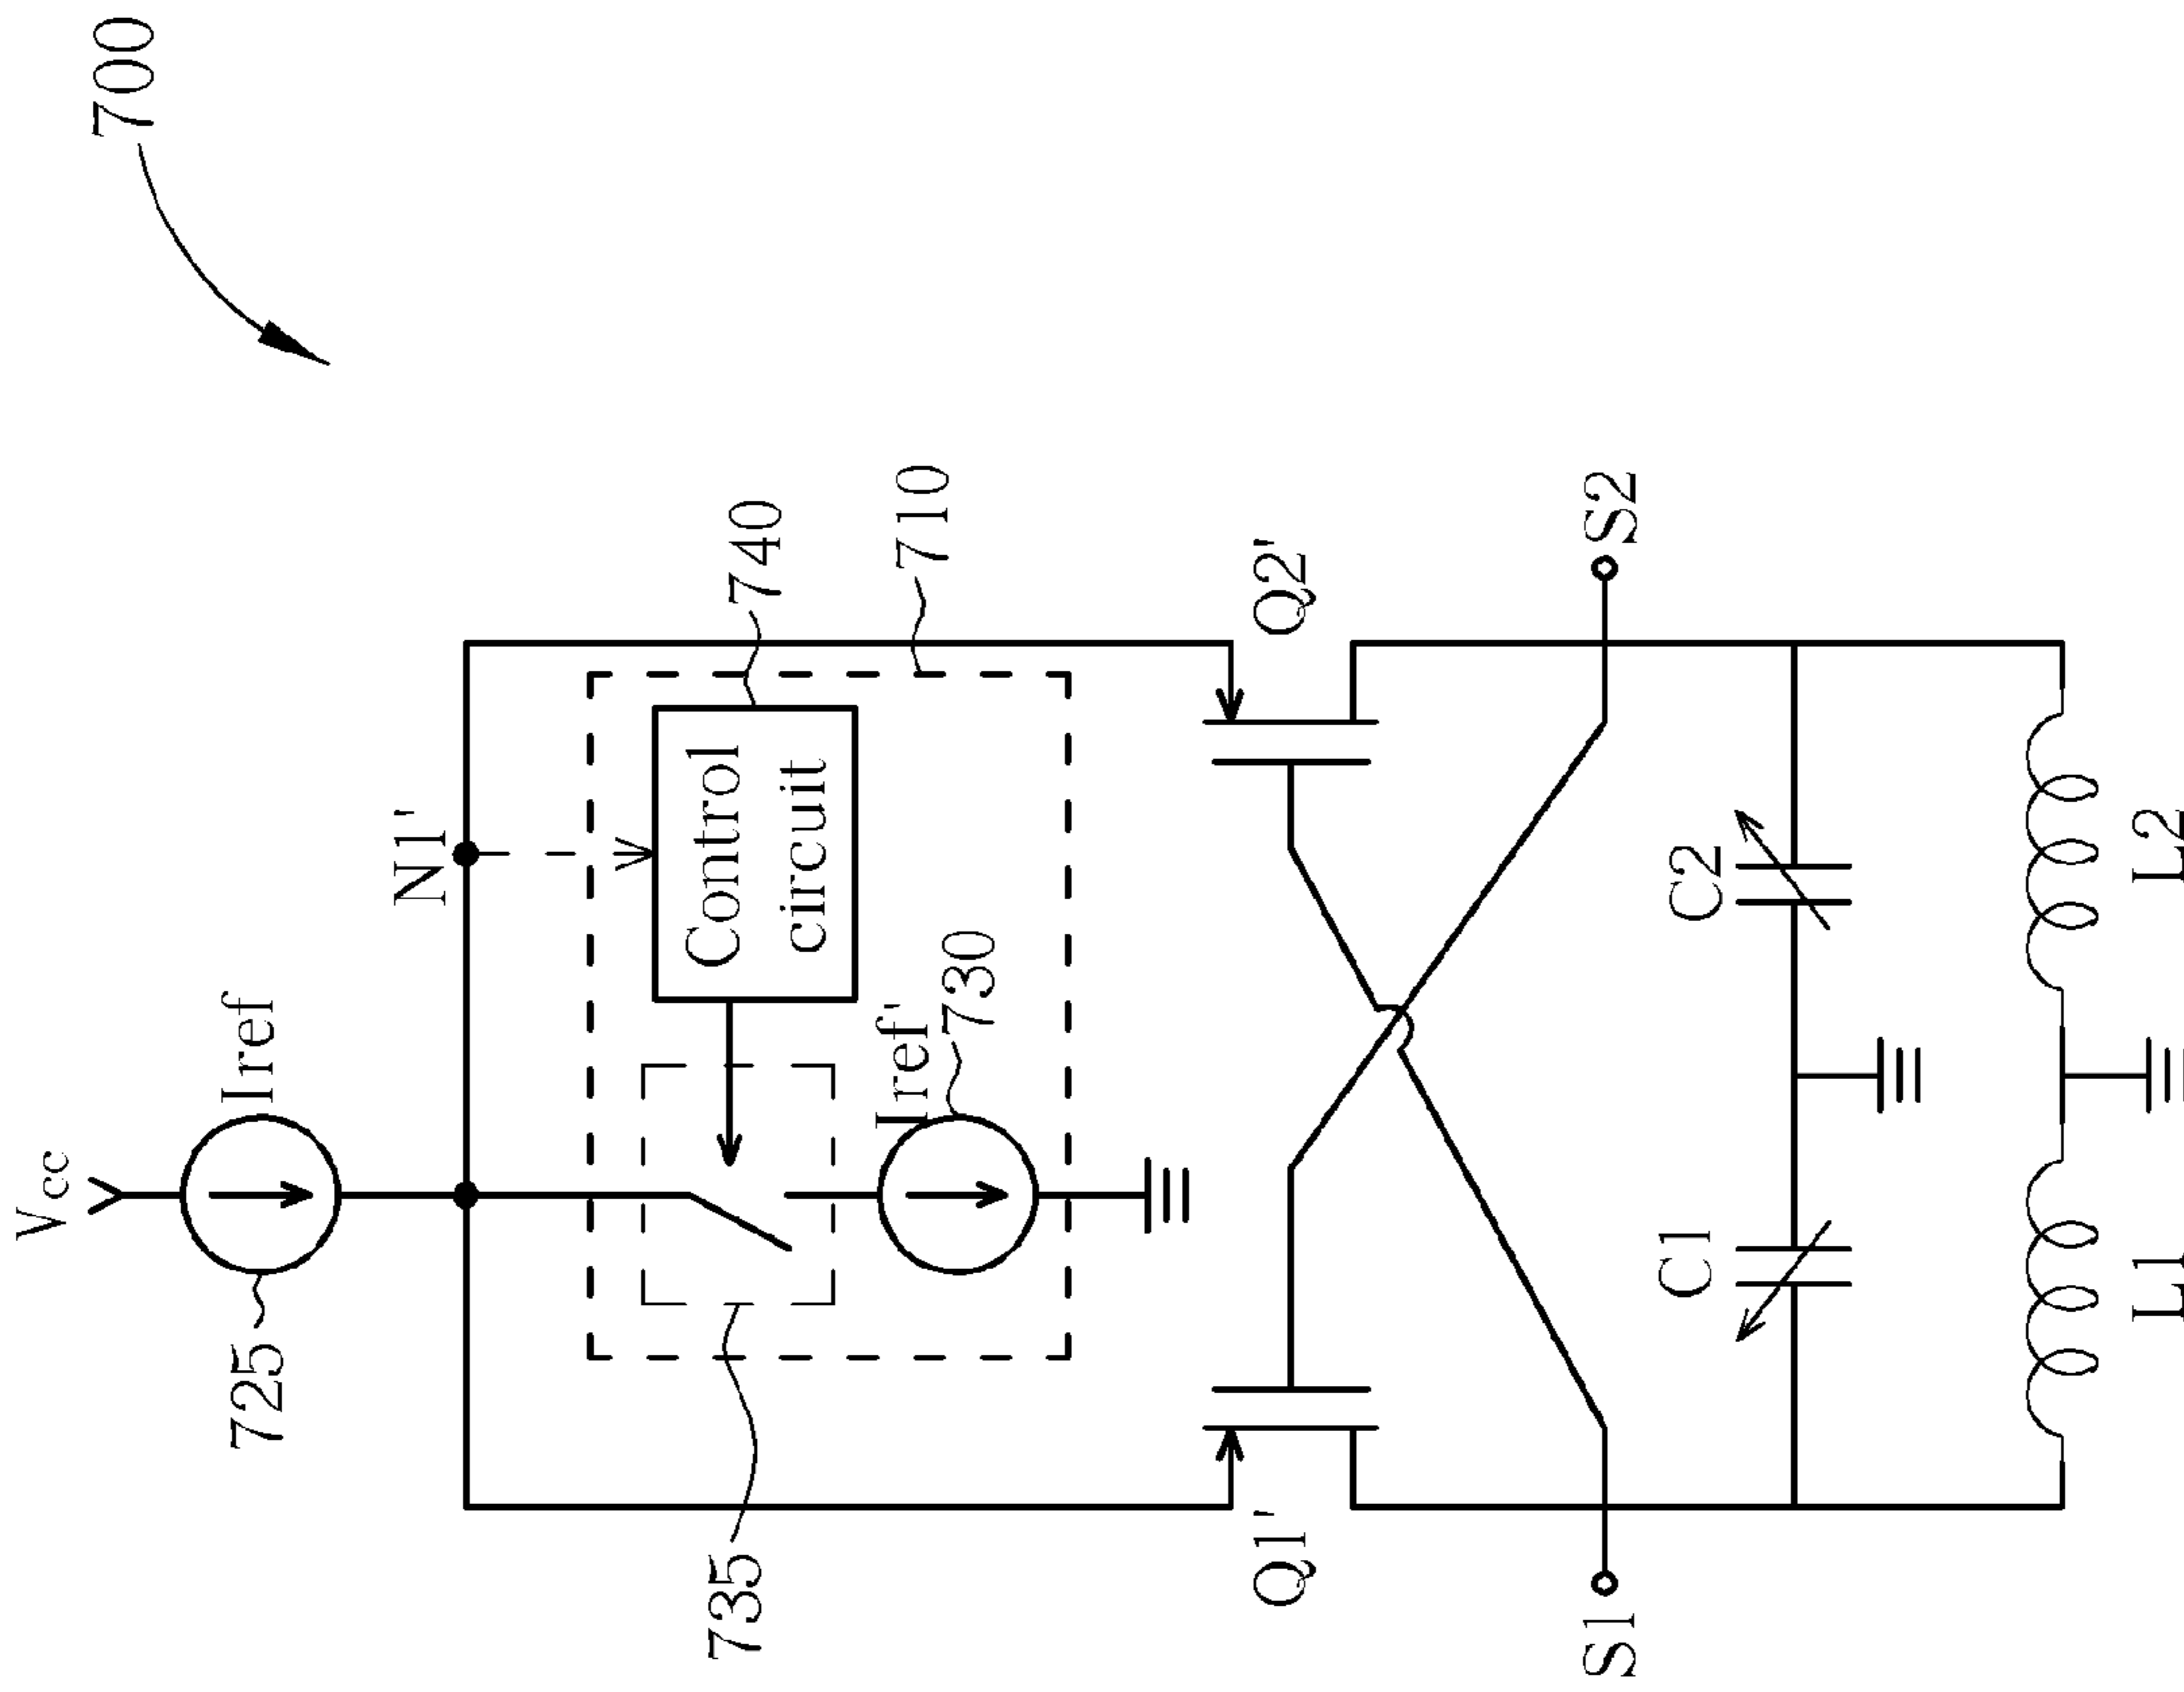 700
Vcc
Iref
725
N1'
740
Control
circuit
710
735
Iref'
730
Q1'
Q2'
S1
S2
C1
C2
L1
L2